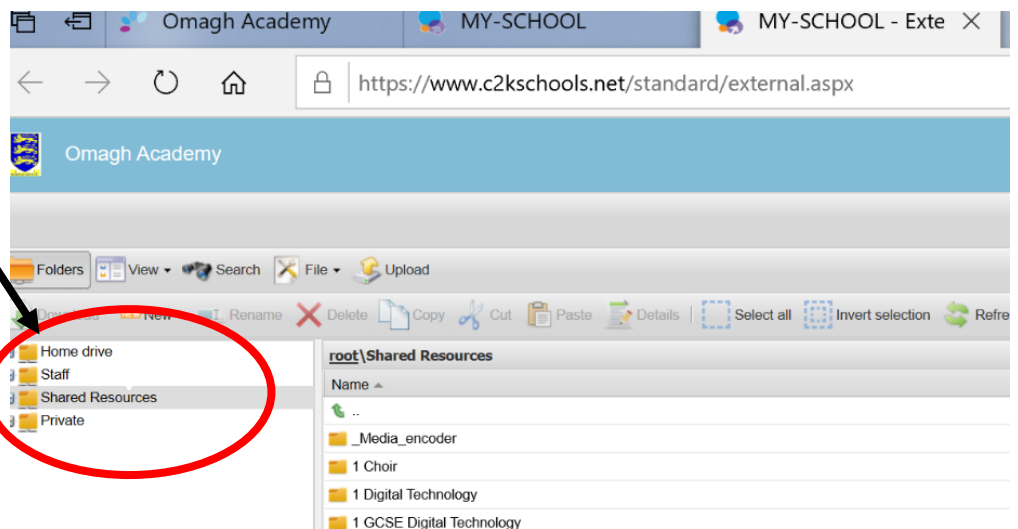 Omagh Academy MY-SCHOOL MY-SCHOOL - Exte
https://www.c2kschools.net/standard/external.aspx
Omagh Academy
Folders View Search File Upload
Download New Rename Delete Copy Cut Paste Details Select all Invert selection Refre
Home drive
Staff
Shared Resources
Private
root\Shared Resources
Name
..
_Media_encoder
1 Choir
1 Digital Technology
1 GCSE Digital Technology